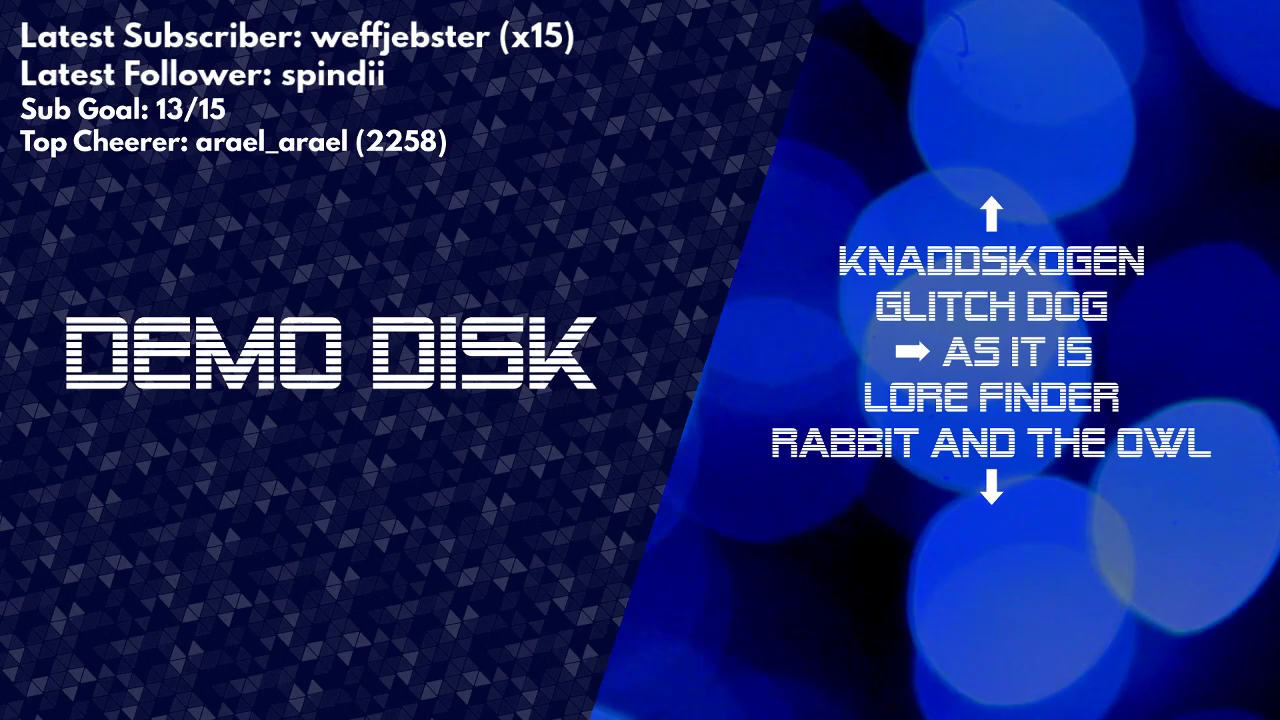 Latest Subscriber: weffjebster (x15)
Latest Follower: spindii
Sub Goal: 13/15
Top Cheerer: arael_arael (2258)
DEMO DISK
KNADDSKOGEN
GLITCH DOG
AS IT IS
LORE FINDER
RABBIT AND THE OWL